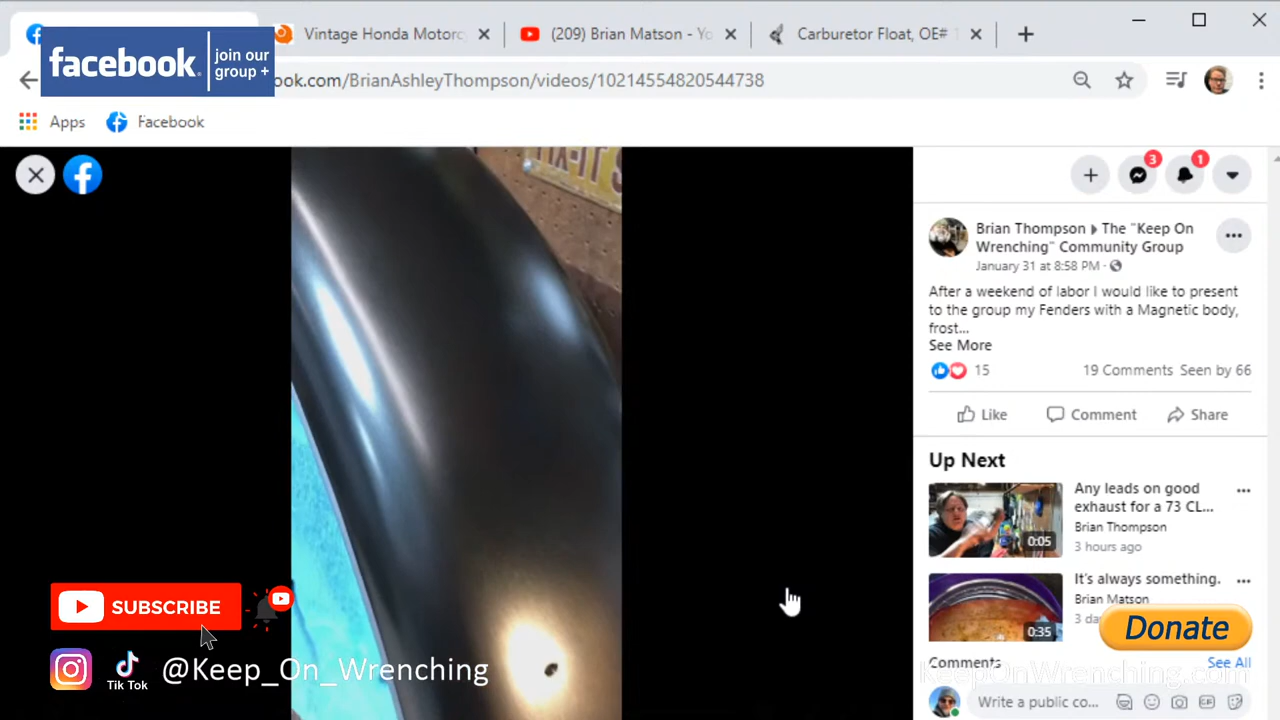 facebook. join our group +
Vintage Honda Motorc
(209) Brian Matson - Yo
Carburetor Float, OE#
ok.com/BrianAshleyThompson/videos/10214554820544738
Apps
Facebook
3
1
Brian Thompson ▸ The "Keep On Wrenching" Community Group
January 31 at 8:58 PM ·
After a weekend of labor I would like to present
to the group my Fenders with a Magnetic body,
frost...
See More
15
19 Comments Seen by 66
Like
Comment
Share
Up Next
Any leads on good
exhaust for a 73 CL...
Brian Thompson
3 hours ago
0:05
It's always something.
Brian Matson
0:35
Donate
SUBSCRIBE
Tik Tok
@Keep_On_Wrenching
KeepOnWrenching.com
Comments
See All
Write a public co...
GIF